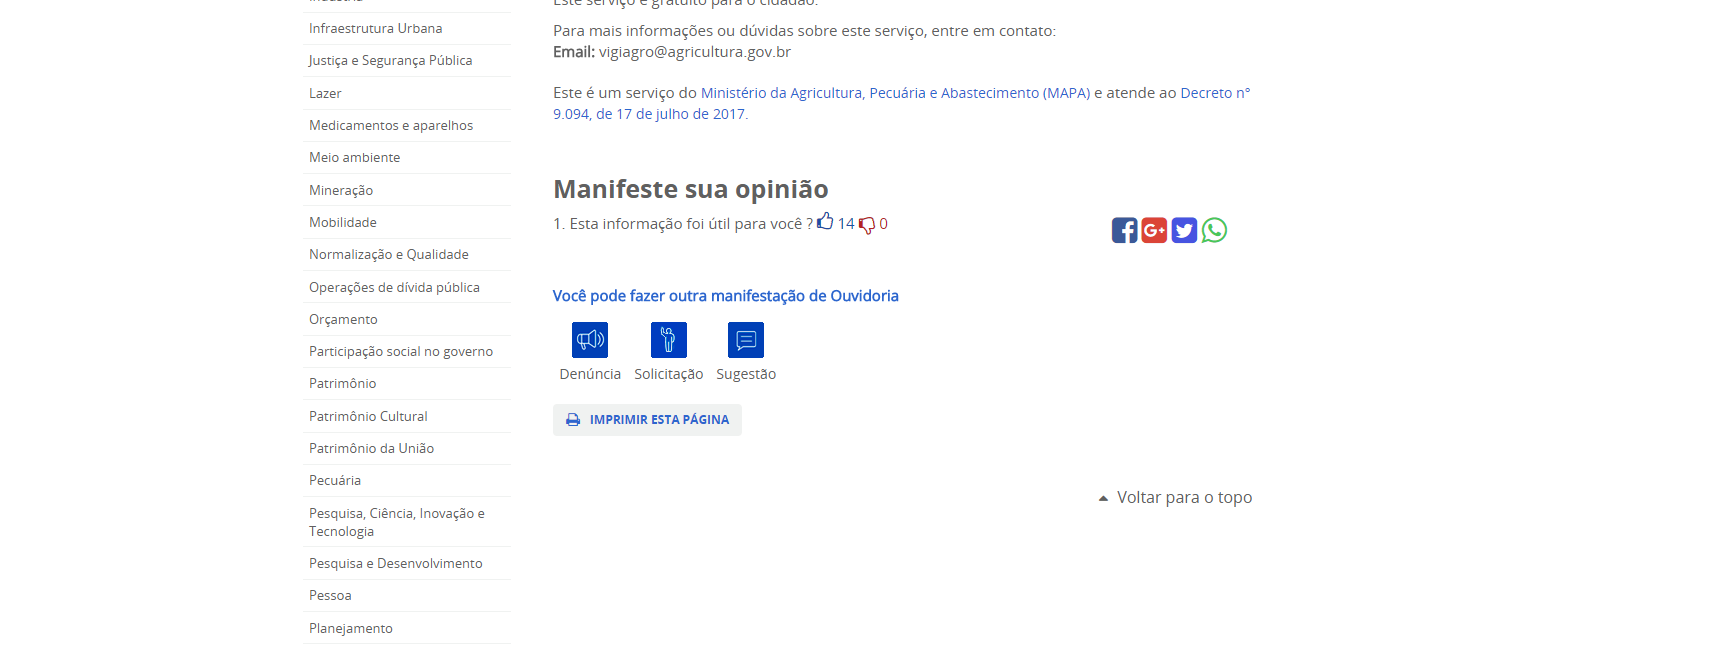 Infraestrutura Urbana
Justiça e Segurança Pública
Lazer
Medicamentos e aparelhos
Meio ambiente
Mineração
Mobilidade
Normalização e Qualidade
Operações de dívida pública
Orçamento
Participação social no governo
Patrimônio
Patrimônio Cultural
Patrimônio da União
Pecuária
Pesquisa, Ciência, Inovação e
Tecnologia
Pesquisa e Desenvolvimento
Pessoa
Planejamento
Este serviço é gratuito para o cidadão.
Para mais informações ou dúvidas sobre este serviço, entre em contato:
Email: vigiagro@agricultura.gov.br
Este é um serviço do Ministério da Agricultura, Pecuária e Abastecimento (MAPA) e atende ao Decreto n°
9.094, de 17 de julho de 2017.
Manifeste sua opinião
1. Esta informação foi útil para você ? 14 0
Você pode fazer outra manifestação de Ouvidoria
Denúncia Solicitação Sugestão
IMPRIMIR ESTA PÁGINA
Voltar para o topo